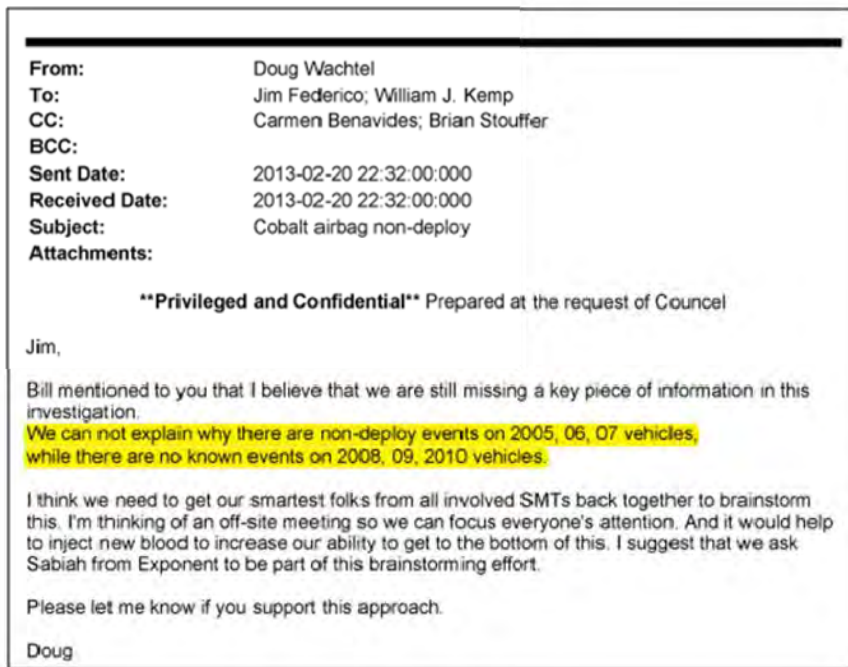 From: Doug Wachtel
To: Jim Federico; William J. Kemp
CC: Carmen Benavides; Brian Stouffer
BCC:
Sent Date: 2013-02-20 22:32:00:000
Received Date: 2013-02-20 22:32:00:000
Subject: Cobalt airbag non-deploy
Attachments:
**Privileged and Confidential** Prepared at the request of Councel
Jim,
Bill mentioned to you that I believe that we are still missing a key piece of information in this
investigation.
We can not explain why there are non-deploy events on 2005, 06, 07 vehicles,
while there are no known events on 2008, 09, 2010 vehicles.
I think we need to get our smartest folks from all involved SMTs back together to brainstorm
this. I'm thinking of an off-site meeting so we can focus everyone's attention. And it would help
to inject new blood to increase our ability to get to the bottom of this. I suggest that we ask
Sabiah from Exponent to be part of this brainstorming effort.
Please let me know if you support this approach.
Doug